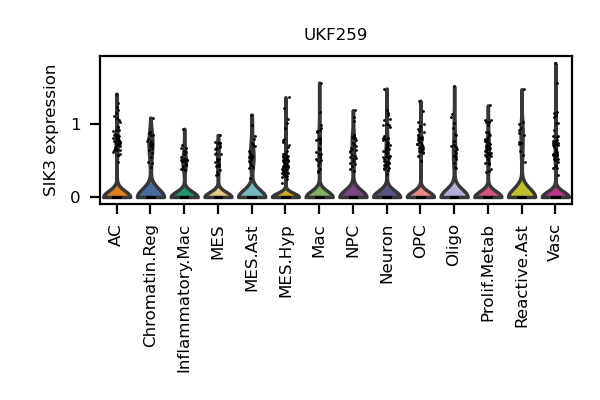 UKF259
SIK3 expression
1
0
AC
Chromatin.Reg
Inflammatory.Mac
MES
MES.Ast
MES.Hyp
Mac
NPC
Neuron
OPC
Oligo
Prolif.Metab
Reactive.Ast
Vasc